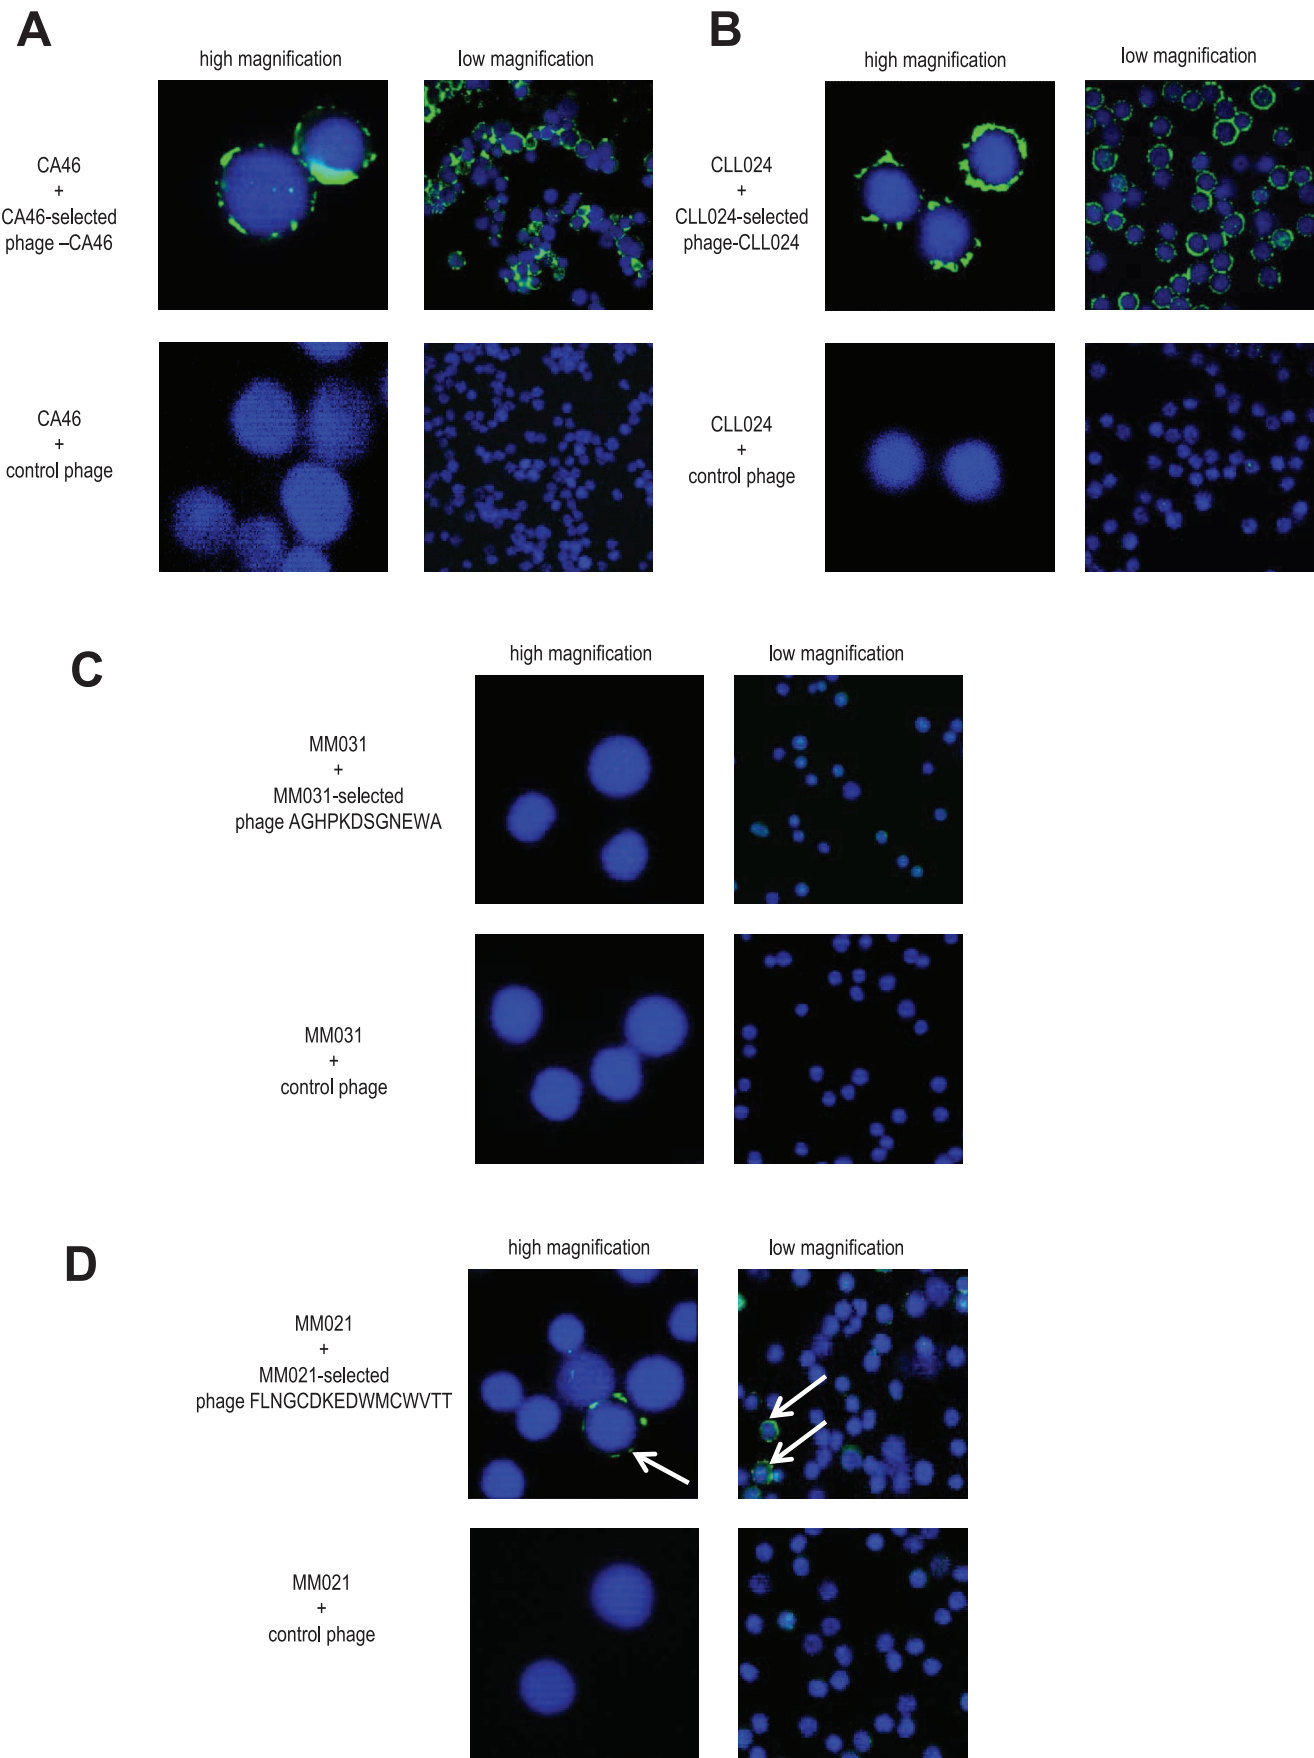 A
high magnification
low magnification
CA46
+
CA46-selected
phage –CA46
CA46
+
control phage
B
high magnification
low magnification
CLL024
+
CLL024-selected
phage-CLL024
CLL024
+
control phage
C
high magnification
low magnification
MM031
+
MM031-selected
phage AGHPKDSGNEWA
MM031
+
control phage
D
high magnification
low magnification
MM021
+
MM021-selected
phage FLNGCDKEDWMCWVTT
MM021
+
control phage